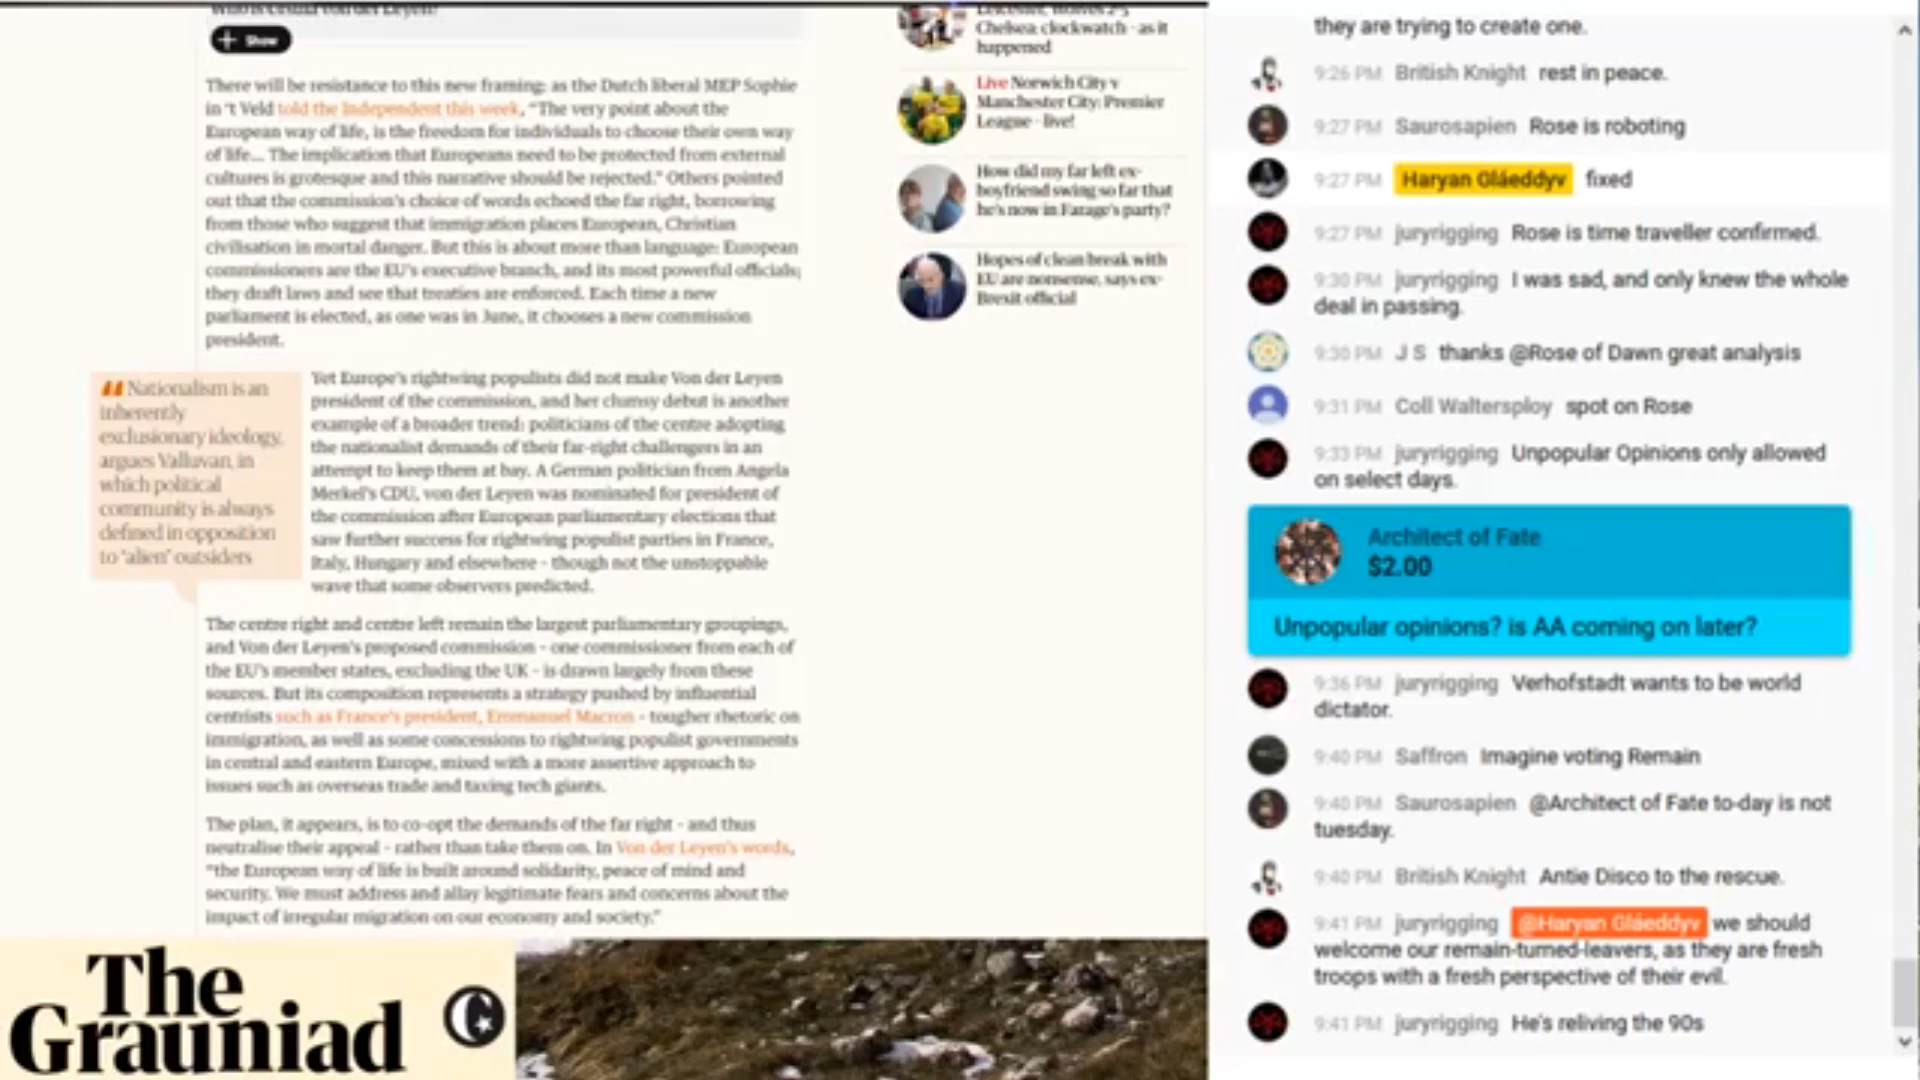 Who is Ursula von der Leyen?
+ Show
There will be resistance to this new framing: as the Dutch liberal MEP Sophie
in 't Veld told the Independent this week, “The very point about the
European way of life, is the freedom for individuals to choose their own way
of life... The implication that Europeans need to be protected from external
cultures is grotesque and this narrative should be rejected.” Others pointed
out that the commission’s choice of words echoed the far right, borrowing
from those who suggest that immigration places European, Christian
civilisation in mortal danger. But this is about more than language: European
commissioners are the EU’s executive branch, and its most powerful officials;
they draft laws and see that treaties are enforced. Each time a new
parliament is elected, as one was in June, it chooses a new commission
president.
Nationalism is an
inherently
exclusionary ideology,
argues Valluvan, in
which political
community is always
defined in opposition
to ‘alien’ outsiders
Yet Europe’s rightwing populists did not make Von der Leyen
president of the commission, and her clumsy debut is another
example of a broader trend: politicians of the centre adopting
the nationalist demands of their far-right challengers in an
attempt to keep them at bay. A German politician from Angela
Merkel’s CDU, von der Leyen was nominated for president of
the commission after European parliamentary elections that
saw further success for rightwing populist parties in France,
Italy, Hungary and elsewhere – though not the unstoppable
wave that some observers predicted.
The centre right and centre left remain the largest parliamentary groupings,
and Von der Leyen’s proposed commission – one commissioner from each of
the EU’s member states, excluding the UK – is drawn largely from these
sources. But its composition represents a strategy pushed by influential
centrists such as France’s president, Emmanuel Macron – tougher rhetoric on
immigration, as well as some concessions to rightwing populist governments
in central and eastern Europe, mixed with a more assertive approach to
issues such as overseas trade and taxing tech giants.
The plan, it appears, is to co-opt the demands of the far right – and thus
neutralise their appeal – rather than take them on. In Von der Leyen’s words,
“the European way of life is built around solidarity, peace of mind and
security. We must address and allay legitimate fears and concerns about the
impact of irregular migration on our economy and society.”
Leicester, Wolves 2-5
Chelsea: clockwatch - as it
happened
Live Norwich City v
Manchester City: Premier
League - live!
How did my far left ex-
boyfriend swing so far that
he’s now in Farage’s party?
Hopes of clean break with
EU are nonsense, says ex-
Brexit official
The
Grauniad
they are trying to create one.
9:26 PM British Knight rest in peace.
9:27 PM Saurosapien Rose is roboting
9:27 PM Haryan Gláeddyv fixed
9:27 PM juryrigging Rose is time traveller confirmed.
9:30 PM juryrigging I was sad, and only knew the whole
deal in passing.
9:30 PM J S thanks @Rose of Dawn great analysis
9:31 PM Coll Waltersploy spot on Rose
9:33 PM juryrigging Unpopular Opinions only allowed
on select days.
Architect of Fate
$2.00
Unpopular opinions? is AA coming on later?
9:36 PM juryrigging Verhofstadt wants to be world
dictator.
9:40 PM Saffron Imagine voting Remain
9:40 PM Saurosapien @Architect of Fate to-day is not
tuesday.
9:40 PM British Knight Antie Disco to the rescue.
9:41 PM juryrigging @Haryan Gláeddyv we should
welcome our remain-turned-leavers, as they are fresh
troops with a fresh perspective of their evil.
9:41 PM juryrigging He's reliving the 90s